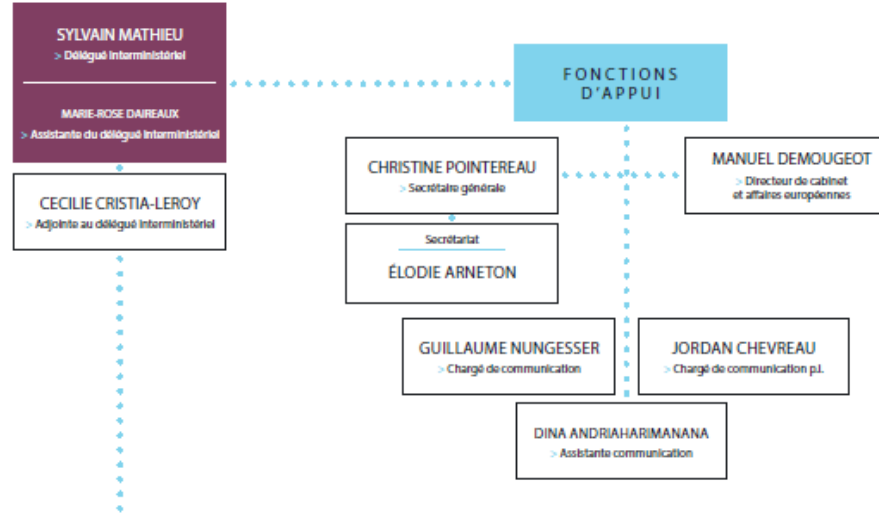 SYLVAIN MATHIEU
> Délégué interministériel
MARIE-ROSE DAIREAUX
> Assistante du délégué interministériel
CECILIE CRISTIA-LEROY
> Adjointe au délégué interministériel
FONCTIONS
D'APPUI
CHRISTINE POINTEREAU
> Secrétaire générale
MANUEL DEMOUGEOT
> Directeur de cabinet
et affaires européennes
Secrétariat
ÉLODIE ARNETON
GUILLAUME NUNGESSER
> Chargé de communication
JORDAN CHEVREAU
> Chargé de communication p.i.
DINA ANDRIAHARIMANANA
> Assistante communication